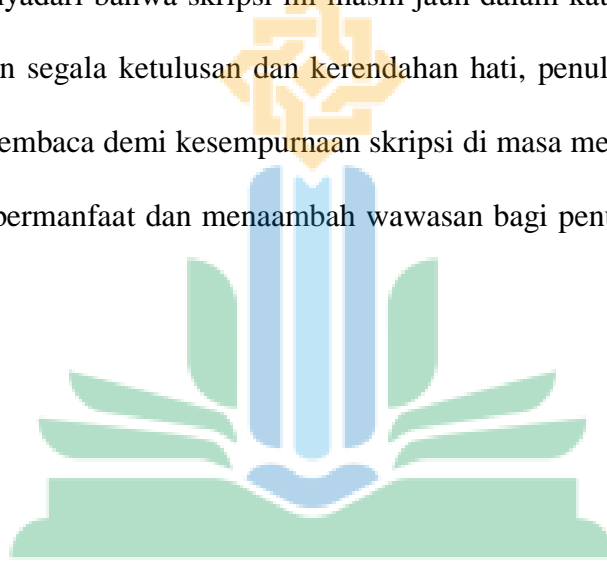 yadari bahwa skripsi ini masih jauh dalam kat
n segala ketulusan dan kerendahan hati, penul
embaca demi kesempurnaan skripsi di masa me
bermanfaat dan menaambah wawasan bagi penu